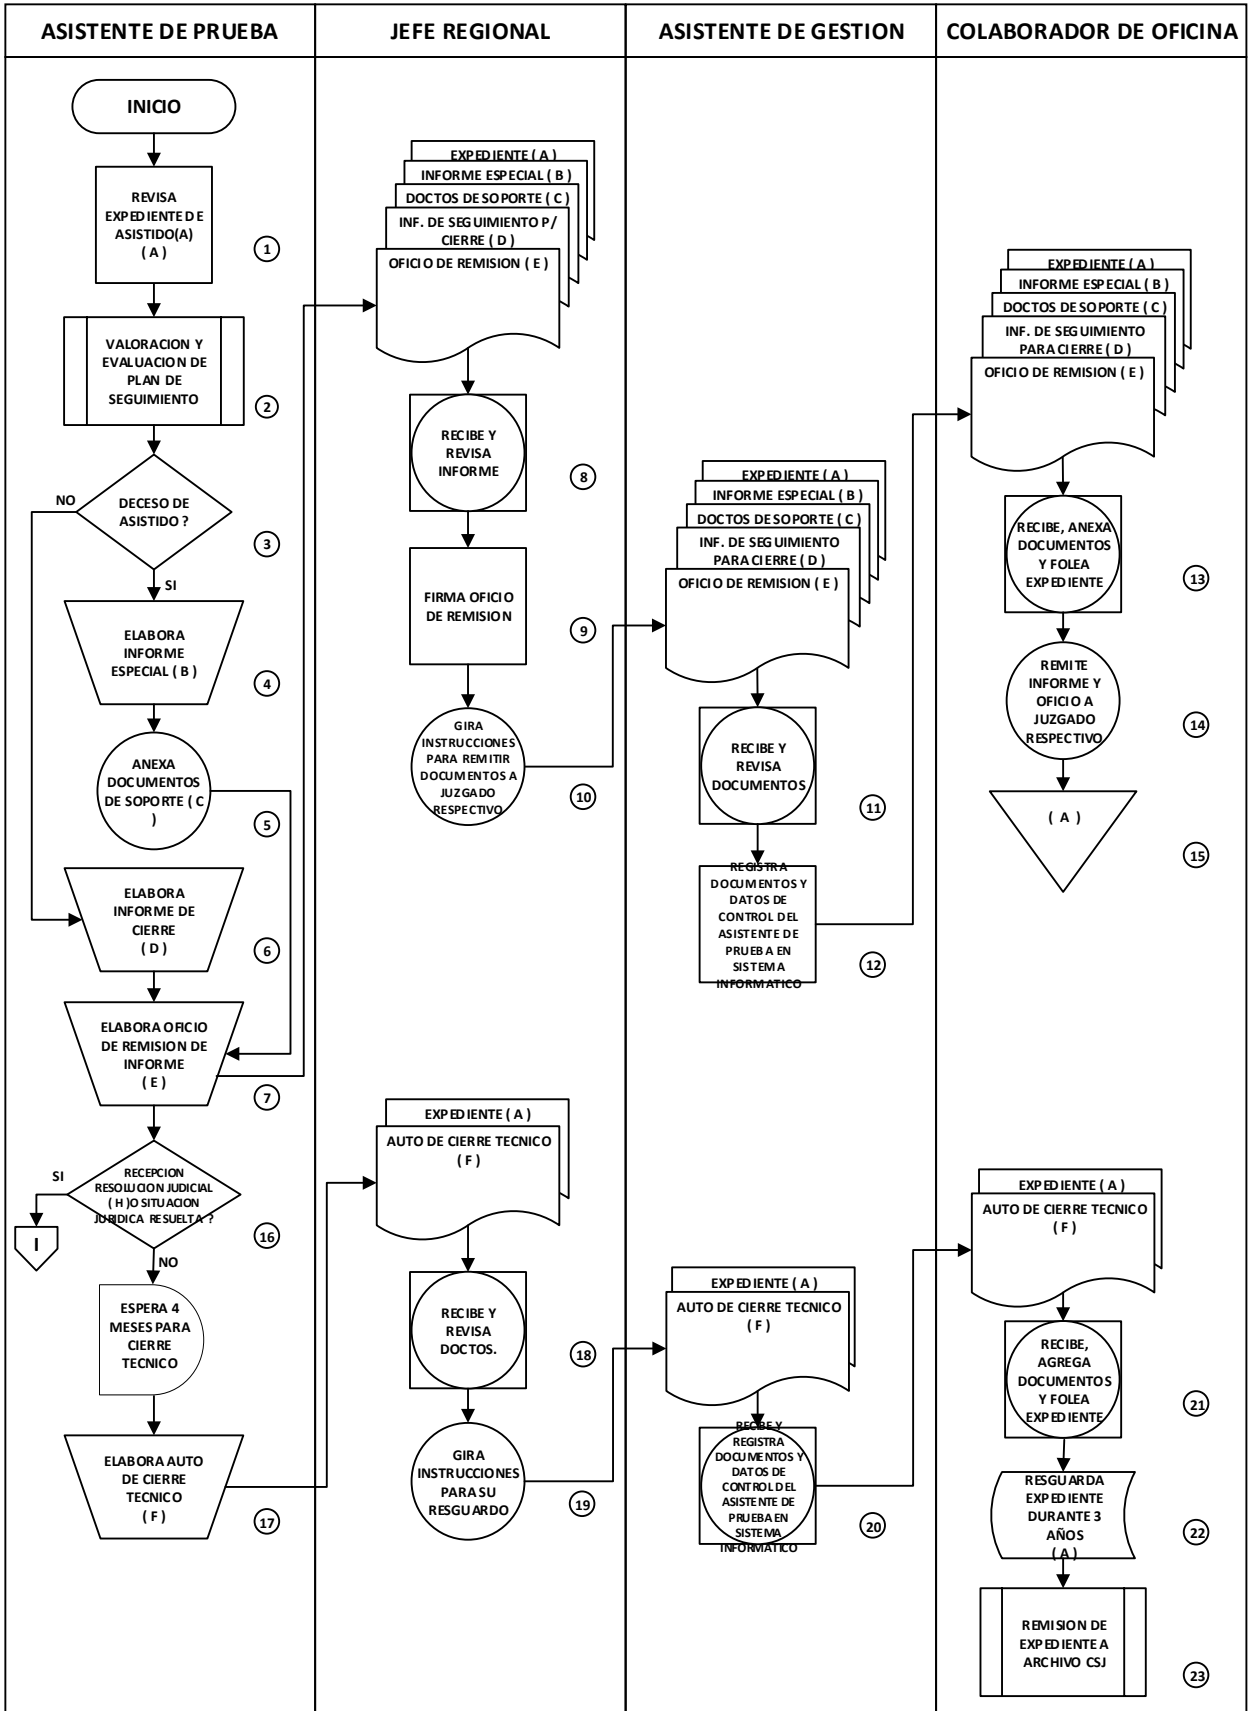 ASISTENTE DE PRUEBA
JEFE REGIONAL
ASISTENTE DE GESTION
COLABORADOR DE OFICINA
INICIO
REVISA
EXPEDIENTE DE
ASISTIDO(A)
( A )
1
VALORACION Y
EVALUACION DE
PLAN DE
SEGUIMIENTO
2
DECESO DE
ASISTIDO ?
NO
3
SI
ELABORA
INFORME
ESPECIAL ( B )
4
ANEXA
DOCUMENTOS
DE SOPORTE ( C
)
5
ELABORA
INFORME DE
CIERRE
( D )
6
ELABORA OFICIO
DE REMISION DE
INFORME
( E )
7
RECEPCION
RESOLUCION JUDICIAL
( H )O SITUACION
JURIDICA RESUELTA ?
SI
16
I
NO
ESPERA 4
MESES PARA
CIERRE
TECNICO
ELABORA AUTO
DE CIERRE
TECNICO
( F )
17
EXPEDIENTE ( A )
INFORME ESPECIAL ( B )
DOCTOS DE SOPORTE ( C )
INF. DE SEGUIMIENTO P/
CIERRE ( D )
OFICIO DE REMISION ( E )
RECIBE Y
REVISA
INFORME
8
FIRMA OFICIO
DE REMISION
9
GIRA
INSTRUCCIONES
PARA REMITIR
DOCUMENTOS A
JUZGADO
RESPECTIVO
10
EXPEDIENTE ( A )
AUTO DE CIERRE TECNICO
( F )
RECIBE Y
REVISA
DOCTOS.
18
GIRA
INSTRUCCIONES
PARA SU
RESGUARDO
19
EXPEDIENTE ( A )
INFORME ESPECIAL ( B )
DOCTOS DE SOPORTE ( C )
INF. DE SEGUIMIENTO
PARA CIERRE ( D )
OFICIO DE REMISION ( E )
RECIBE Y
REVISA
DOCUMENTOS
11
REGISTRA
DOCUMENTOS Y
DATOS DE
CONTROL DEL
ASISTENTE DE
PRUEBA EN
SISTEMA
INFORMATICO
12
EXPEDIENTE ( A )
AUTO DE CIERRE TECNICO
( F )
RECIBE Y
REGISTRA
DOCUMENTOS Y
DATOS DE
CONTROL DEL
ASISTENTE DE
PRUEBA EN
SISTEMA
INFORMATICO
20
EXPEDIENTE ( A )
INFORME ESPECIAL ( B )
DOCTOS DE SOPORTE ( C )
INF. DE SEGUIMIENTO
PARA CIERRE ( D )
OFICIO DE REMISION ( E )
RECIBE, ANEXA
DOCUMENTOS
Y FOLEA
EXPEDIENTE
13
REMITE
INFORME Y
OFICIO A
JUZGADO
RESPECTIVO
14
( A )
15
EXPEDIENTE ( A )
AUTO DE CIERRE TECNICO
( F )
RECIBE,
AGREGA
DOCUMENTOS
Y FOLEA
EXPEDIENTE
21
RESGUARDA
EXPEDIENTE
DURANTE 3
AÑOS
( A )
22
REMISION DE
EXPEDIENTE A
ARCHIVO CSJ
23